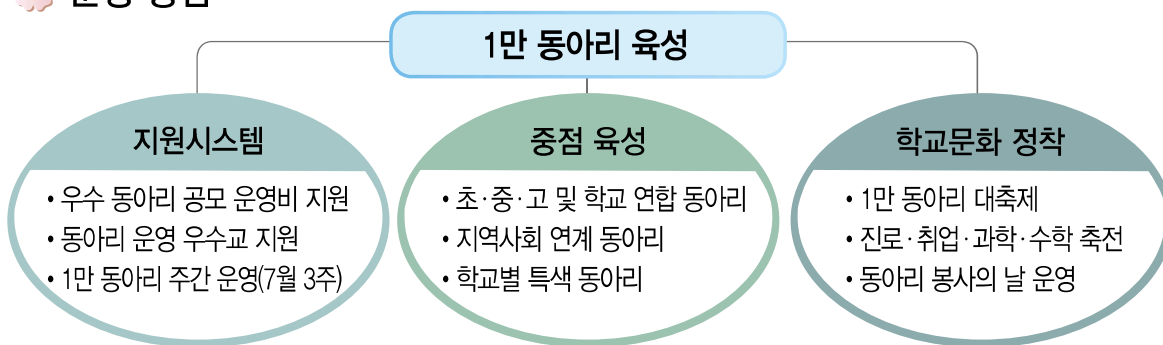 1만 동아리 육성
지원시스템
• 우수 동아리 공모 운영비 지원
• 동아리 운영 우수교 지원
• 1만 동아리 주간 운영(7월 3주)
중점 육성
• 초·중·고 및 학교 연합 동아리
• 지역사회 연계 동아리
• 학교별 특색 동아리
학교문화 정착
• 1만 동아리 대축제
• 진로·취업·과학·수학 축전
• 동아리 봉사의 날 운영